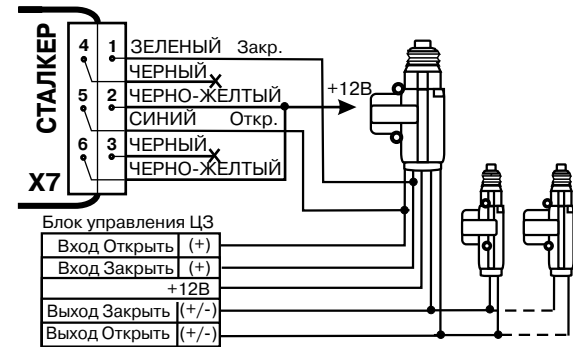 СТАЛКЕР
X7
4 1 ЗЕЛЕНЫЙ Закр.
ЧЕРНЫЙ
5 2 ЧЕРНО-ЖЕЛТЫЙ
+12В
СИНИЙ Откр.
6 3 ЧЕРНЫЙ
ЧЕРНО-ЖЕЛТЫЙ
Блок управления ЦЗ
Вход Открыть (+)
Вход Закрыть (+)
+12В
Выход Закрыть (+/-)
Выход Открыть (+/-)